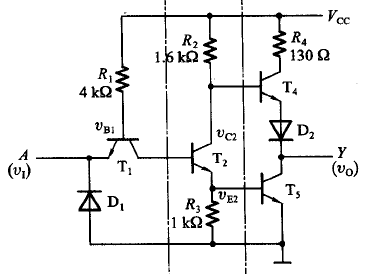 V_CC
R_2
R_4
1.6 kΩ
130 Ω
R_1
4 kΩ
T_4
v_B1
v_C2
D_2
A
T_1
T_2
Y
(v_I)
(v_O)
D_1
R_3
v_E2
T_5
1 kΩ